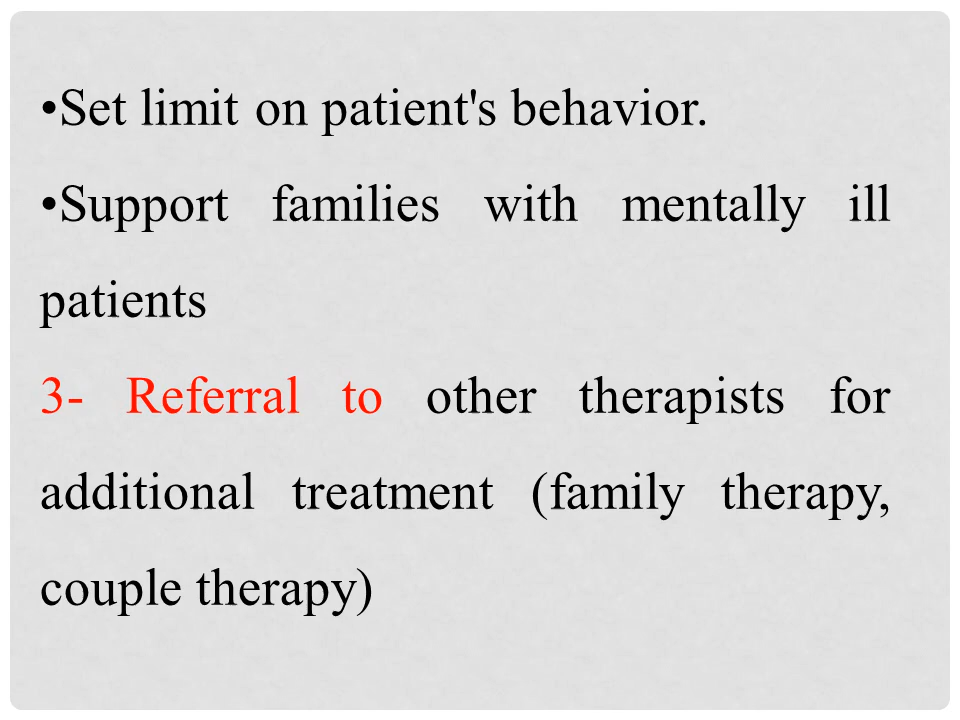 •Set limit on patient's behavior.
•Support families with mentally ill
patients
3- Referral to other therapists for
additional treatment (family therapy,
couple therapy)